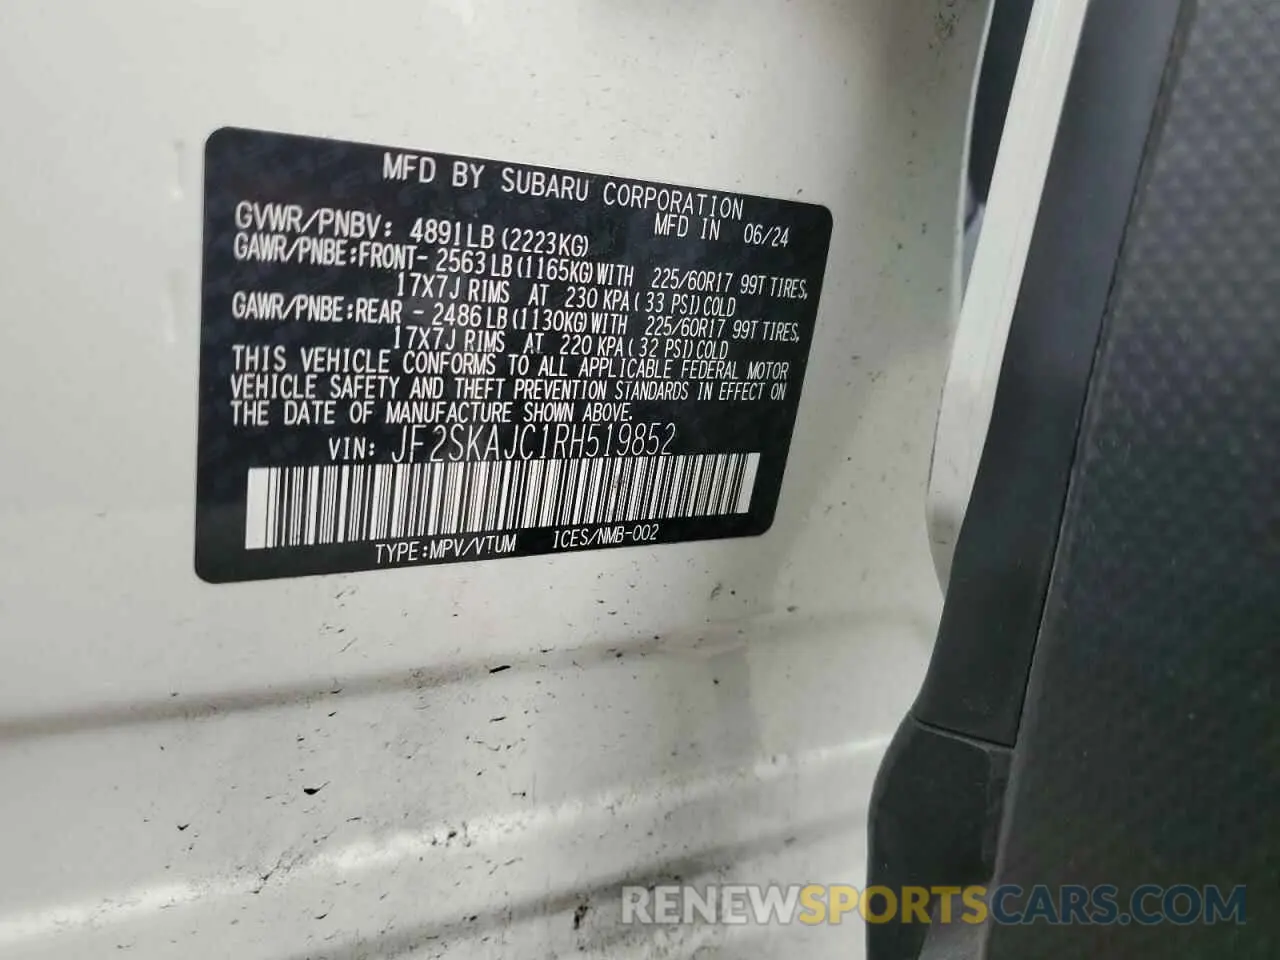 MFD BY SUBARU CORPORATION
MFD IN 06/24
GVWR/PNBV: 4891LB(2223KG)
GAWR/PNBE:FRONT- 2563LB(1165KG)WITH 225/60R17 99T TIRES,
17X7J RIMS AT 230 KPA( 33 PSI)COLD
GAWR/PNBE:REAR - 2486LB(1130KG)WITH 225/60R17 99T TIRES,
17X7J RIMS AT 220 KPA( 32 PSI)COLD
THIS VEHICLE CONFORMS TO ALL APPLICABLE FEDERAL MOTOR
VEHICLE SAFETY AND THEFT PREVENTION STANDARDS IN EFFECT ON
THE DATE OF MANUFACTURE SHOWN ABOVE.
VIN: JF2SKAJC1RH519852
TYPE:MPV/VTUM ICES/NMB-002
RENEWSPORTSCARS.COM